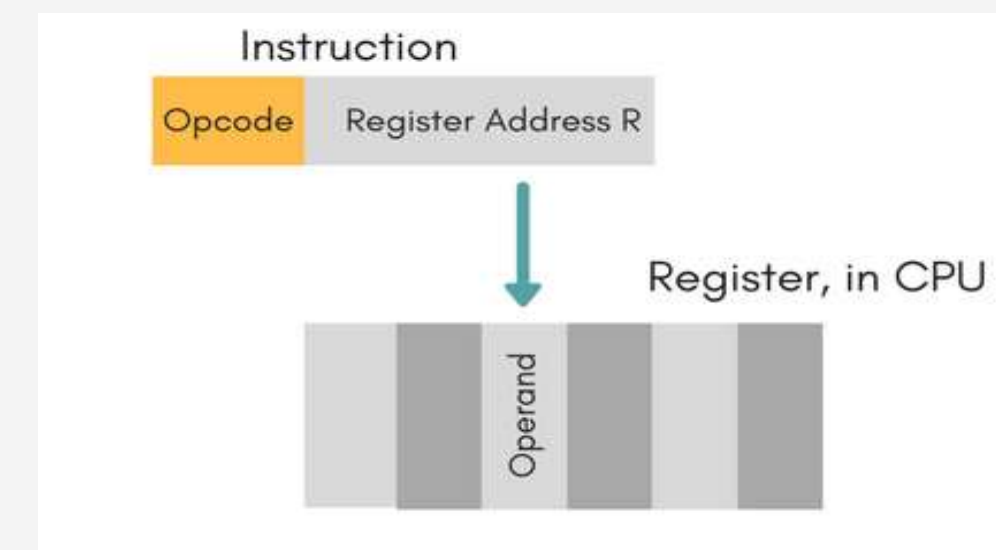 Instruction
Opcode Register Address R
Register, in CPU
Operand